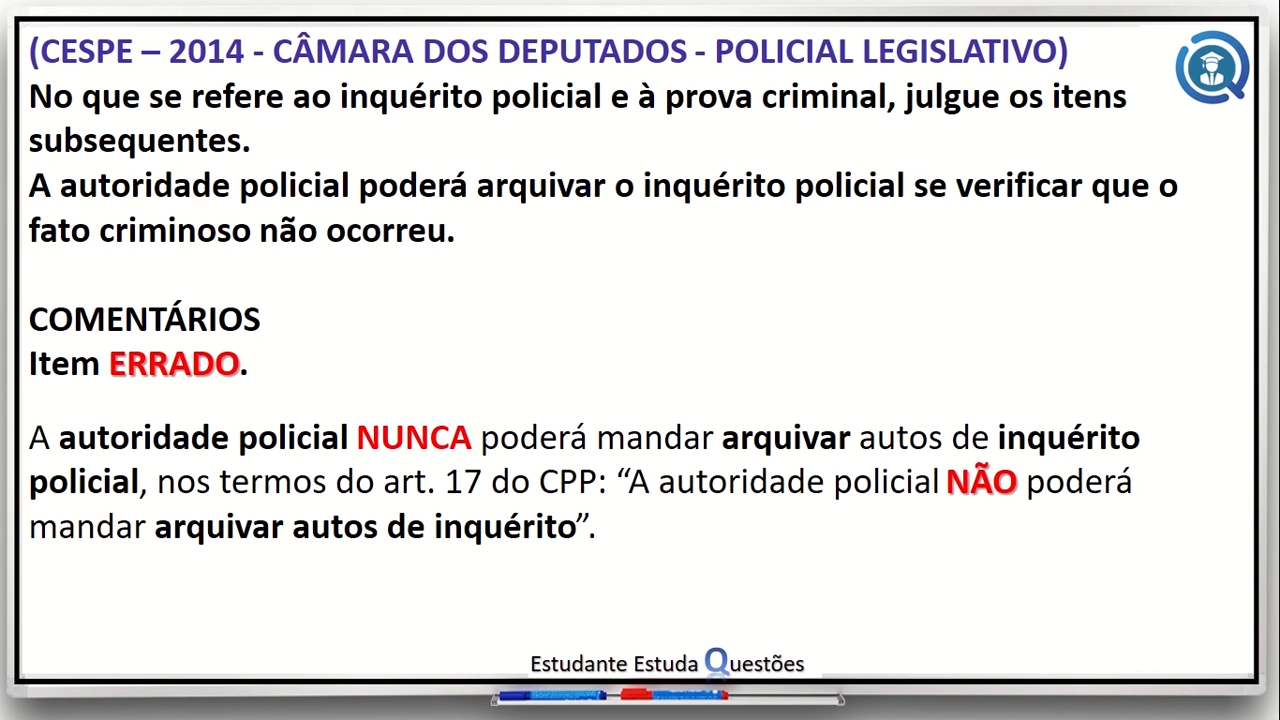 (CESPE – 2014 - CÂMARA DOS DEPUTADOS - POLICIAL LEGISLATIVO)
No que se refere ao inquérito policial e à prova criminal, julgue os itens
subsequentes.
A autoridade policial poderá arquivar o inquérito policial se verificar que o
fato criminoso não ocorreu.
COMENTÁRIOS
Item ERRADO.
A autoridade policial NUNCA poderá mandar arquivar autos de inquérito
policial, nos termos do art. 17 do CPP: “A autoridade policial NÃO poderá
mandar arquivar autos de inquérito”.
Estudante Estuda Questões